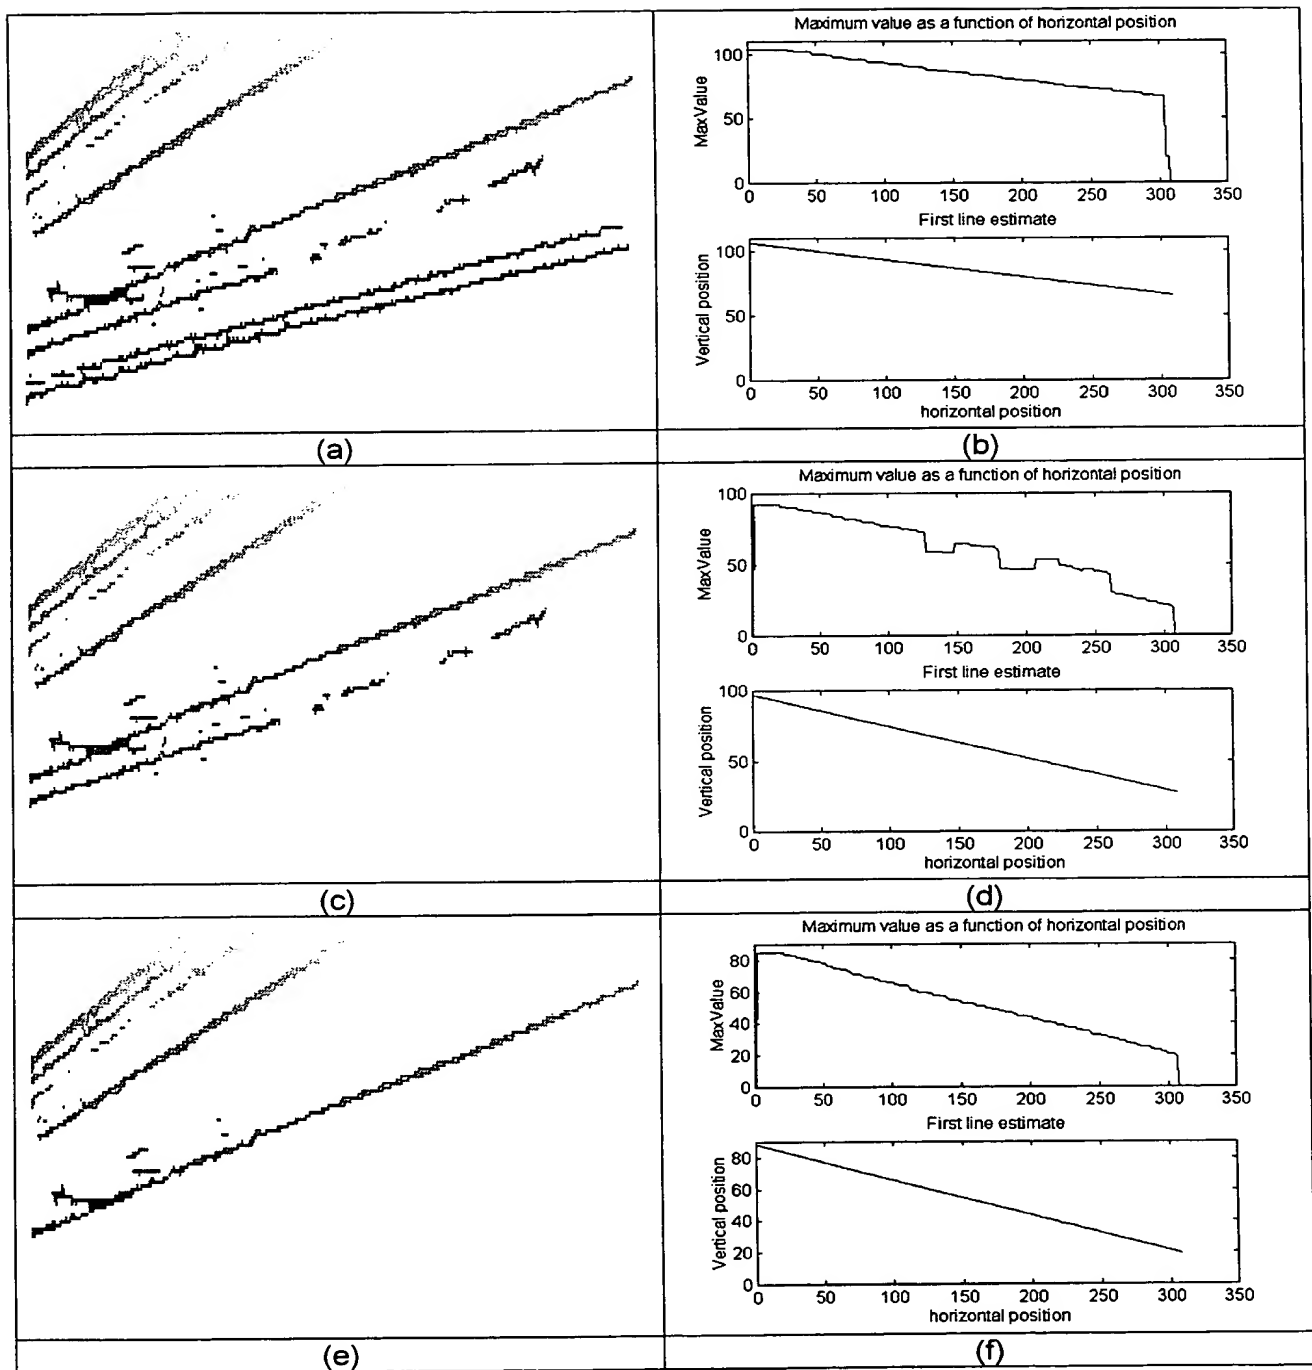 Maximum value as a function of horizontal position
MaxValue
100
50
0
0 50 100 150 200 250 300 350
First line estimate
Vertical position
100
50
0
0 50 100 150 200 250 300 350
horizontal position
(a)
(b)
Maximum value as a function of horizontal position
MaxValue
100
50
0
0 50 100 150 200 250 300 350
First line estimate
Vertical position
100
50
0
0 50 100 150 200 250 300 350
horizontal position
(c)
(d)
Maximum value as a function of horizontal position
MaxValue
80
60
40
20
0
0 50 100 150 200 250 300 350
First line estimate
Vertical position
80
60
40
20
0
0 50 100 150 200 250 300 350
horizontal position
(e)
(f)